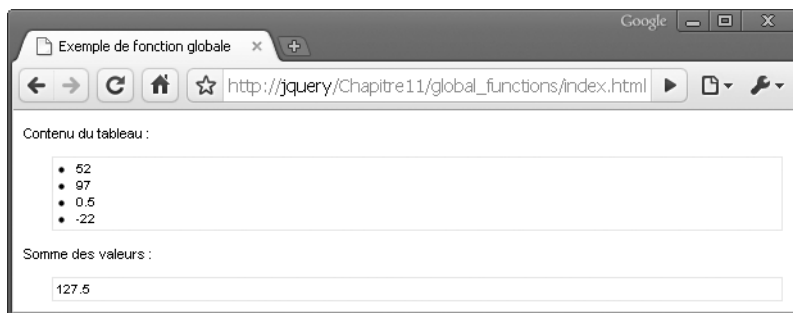 Google
Exemple de fonction globale
http://jquery/Chapitre11/global_functions/index.html
Contenu du tableau :
52
97
0.5
-22
Somme des valeurs :
127.5